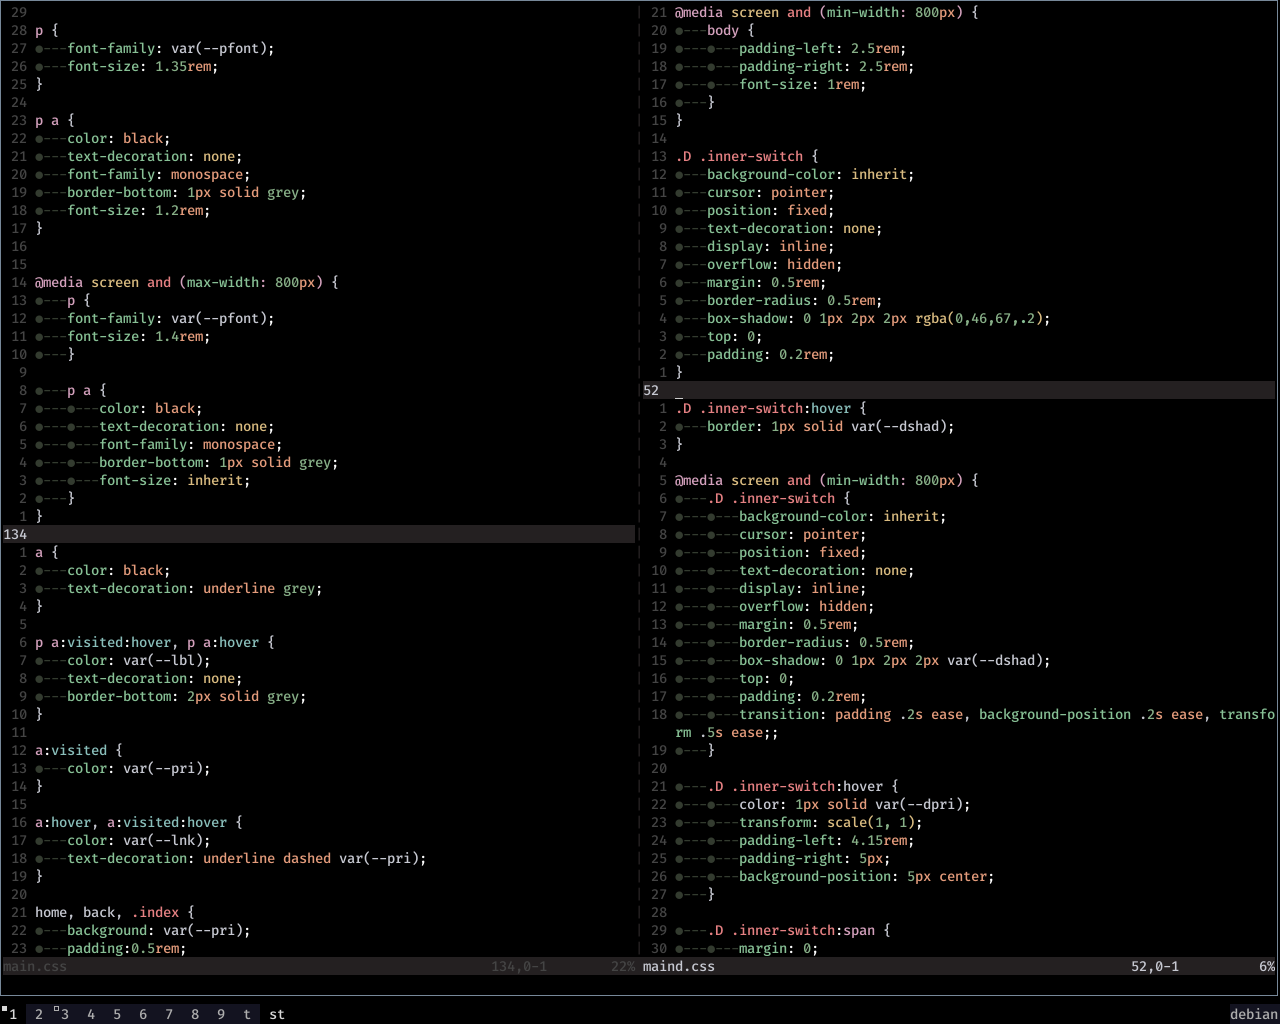 29
28 p {
27 ●---font-family: var(--pfont);
26 ●---font-size: 1.35rem;
25 }
24
23 p a {
22 ●---color: black;
21 ●---text-decoration: none;
20 ●---font-family: monospace;
19 ●---border-bottom: 1px solid grey;
18 ●---font-size: 1.2rem;
17 }
16
15
14 @media screen and (max-width: 800px) {
13 ●---p {
12 ●---font-family: var(--pfont);
11 ●---font-size: 1.4rem;
10 ●---}
9
8 ●---p a {
7 ●---●---color: black;
6 ●---●---text-decoration: none;
5 ●---●---font-family: monospace;
4 ●---●---border-bottom: 1px solid grey;
3 ●---●---font-size: inherit;
2 ●---}
1 }
134
1 a {
2 ●---color: black;
3 ●---text-decoration: underline grey;
4 }
5
6 p a:visited:hover, p a:hover {
7 ●---color: var(--lbl);
8 ●---text-decoration: none;
9 ●---border-bottom: 2px solid grey;
10 }
11
12 a:visited {
13 ●---color: var(--pri);
14 }
15
16 a:hover, a:visited:hover {
17 ●---color: var(--lnk);
18 ●---text-decoration: underline dashed var(--pri);
19 }
20
21 home, back, .index {
22 ●---background: var(--pri);
23 ●---padding:0.5rem;
main.css 134,0-1 22%
21 @media screen and (min-width: 800px) {
20 ●---body {
19 ●---●---padding-left: 2.5rem;
18 ●---●---padding-right: 2.5rem;
17 ●---●---font-size: 1rem;
16 ●---}
15 }
14
13 .D .inner-switch {
12 ●---background-color: inherit;
11 ●---cursor: pointer;
10 ●---position: fixed;
9 ●---text-decoration: none;
8 ●---display: inline;
7 ●---overflow: hidden;
6 ●---margin: 0.5rem;
5 ●---border-radius: 0.5rem;
4 ●---box-shadow: 0 1px 2px 2px rgba(0,46,67,.2);
3 ●---top: 0;
2 ●---padding: 0.2rem;
1 }
52 _
1 .D .inner-switch:hover {
2 ●---border: 1px solid var(--dshad);
3 }
4
5 @media screen and (min-width: 800px) {
6 ●---.D .inner-switch {
7 ●---●---background-color: inherit;
8 ●---●---cursor: pointer;
9 ●---●---position: fixed;
10 ●---●---text-decoration: none;
11 ●---●---display: inline;
12 ●---●---overflow: hidden;
13 ●---●---margin: 0.5rem;
14 ●---●---border-radius: 0.5rem;
15 ●---●---box-shadow: 0 1px 2px 2px var(--dshad);
16 ●---●---top: 0;
17 ●---●---padding: 0.2rem;
18 ●---●---transition: padding .2s ease, background-position .2s ease, transfo
rm .5s ease;;
19 ●---}
20
21 ●---.D .inner-switch:hover {
22 ●---●---color: 1px solid var(--dpri);
23 ●---●---transform: scale(1, 1);
24 ●---●---padding-left: 4.15rem;
25 ●---●---padding-right: 5px;
26 ●---●---background-position: 5px center;
27 ●---}
28
29 ●---.D .inner-switch:span {
30 ●---●---margin: 0;
maind.css 52,0-1 6%
1 2 3 4 5 6 7 8 9 t st debian